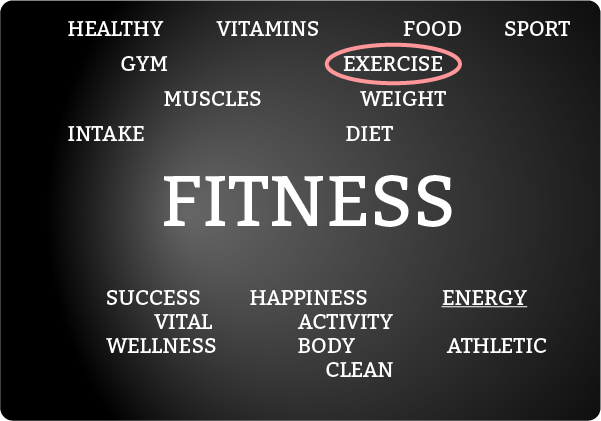 HEALTHY VITAMINS FOOD SPORT
GYM EXERCISE
MUSCLES WEIGHT
INTAKE DIET
FITNESS
SUCCESS HAPPINESS ENERGY
VITAL ACTIVITY
WELLNESS BODY ATHLETIC
CLEAN